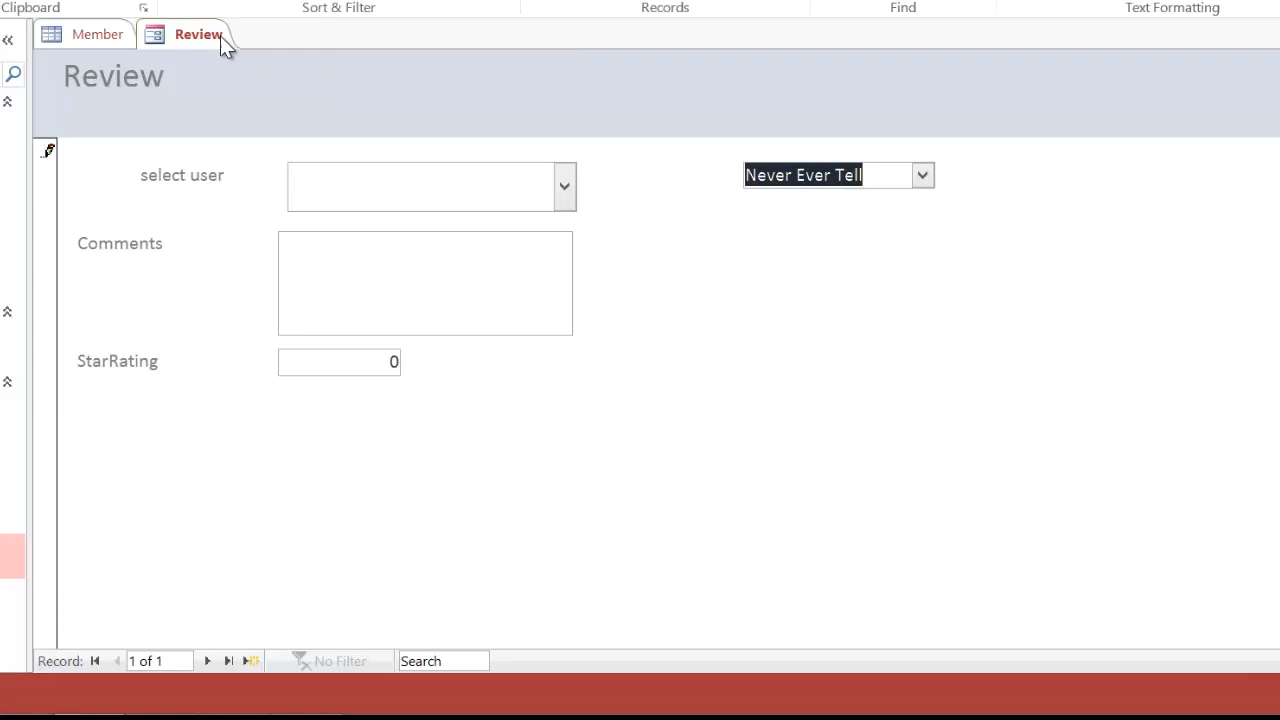 Clipboard Sort & Filter Records Find Text Formatting
Member Review
Review
select user Never Ever Tell
Comments
StarRating 0
Record: 1 of 1 No Filter Search